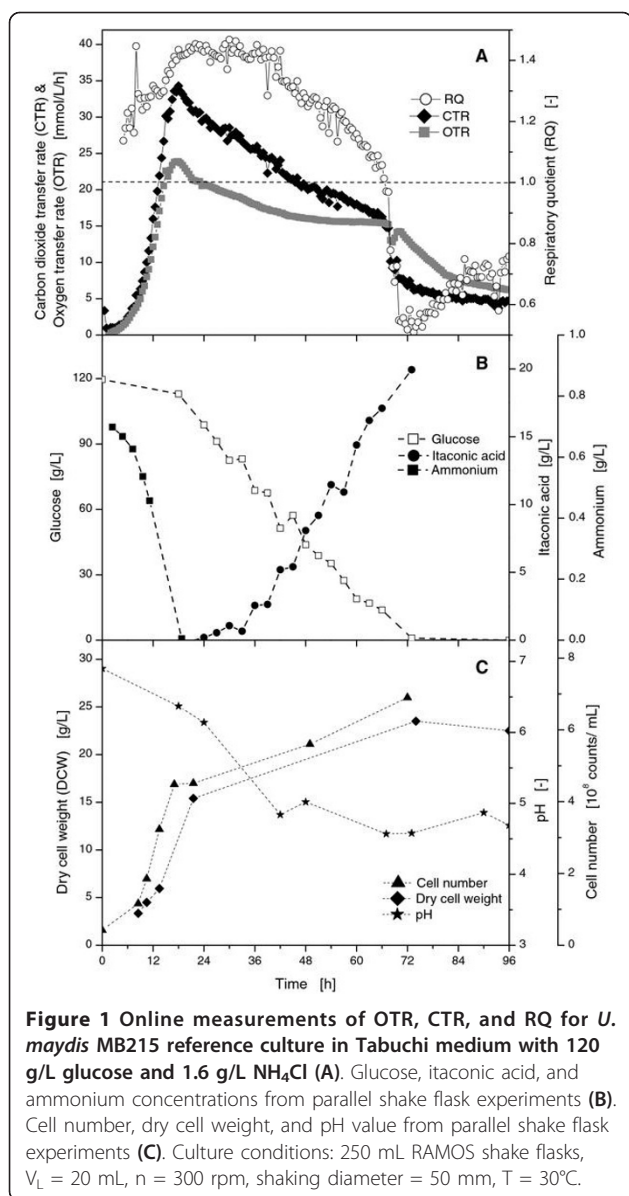 A
Carbon dioxide transfer rate (CTR) &
Oxygen transfer rate (OTR) [mmol/L/h]
40
35
30
25
20
15
10
5
0
RQ
CTR
OTR
1.4
1.2
1.0
0.8
0.6
Respiratory quotient (RQ) [-]
B
Glucose [g/L]
120
90
60
30
0
Glucose
Itaconic acid
Ammonium
20
15
10
5
0
Itaconic acid [g/L]
1.0
0.8
0.6
0.4
0.2
0.0
Ammonium [g/L]
C
Dry cell weight (DCW) [g/L]
30
25
20
15
10
5
0
Cell number
Dry cell weight
pH
7
6
5
4
3
pH [-]
8
6
4
2
0
Cell number [10⁸ counts/ mL]
0 12 24 36 48 60 72 84 96
Time [h]
Figure 1 Online measurements of OTR, CTR, and RQ for U.
maydis MB215 reference culture in Tabuchi medium with 120
g/L glucose and 1.6 g/L NH₄Cl (A). Glucose, itaconic acid, and
ammonium concentrations from parallel shake flask experiments (B).
Cell number, dry cell weight, and pH value from parallel shake flask
experiments (C). Culture conditions: 250 mL RAMOS shake flasks,
V_L = 20 mL, n = 300 rpm, shaking diameter = 50 mm, T = 30°C.